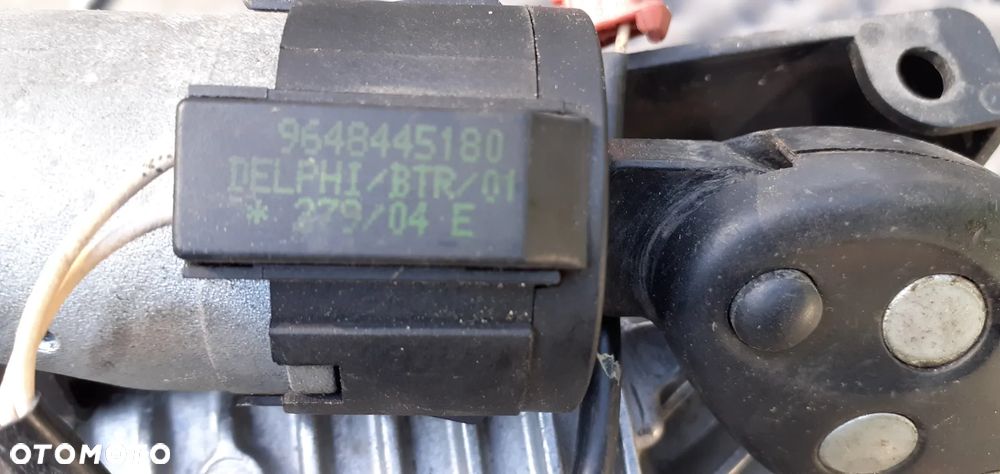 9648445180
DELPHI/BTR/01
* 279/04 E
OTOMOTO